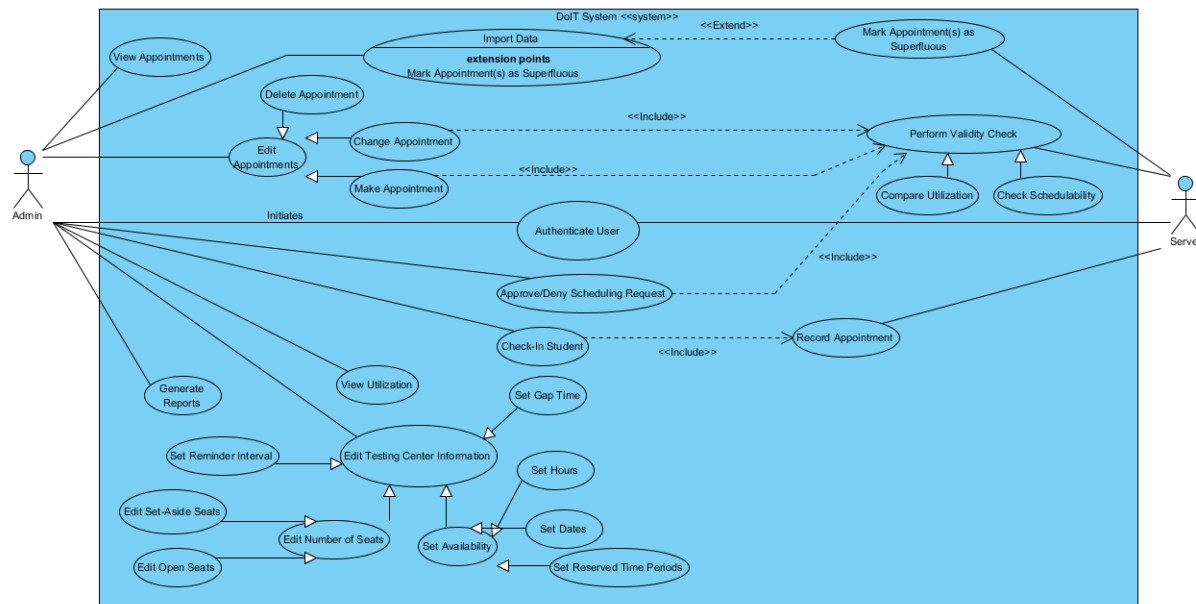 DoIT System <<system>>
<<Extend>>
Import Data
extension points
Mark Appointment(s) as Superfluous
Mark Appointment(s) as
Superfluous
View Appointments
Delete Appointment
<<Include>>
Change Appointment
Perform Validity Check
Edit
Appointments
<<Include>>
Make Appointment
Compare Utilization
Check Schedulability
Admin
Initiates
Authenticate User
Serve
<<Include>>
Approve/Deny Scheduling Request
Check-In Student
<<Include>>
Record Appointment
View Utilization
Generate
Reports
Set Gap Time
Set Reminder Interval
Edit Testing Center Information
Set Hours
Edit Set-Aside Seats
Edit Number of Seats
Set Availability
Set Dates
Edit Open Seats
Set Reserved Time Periods